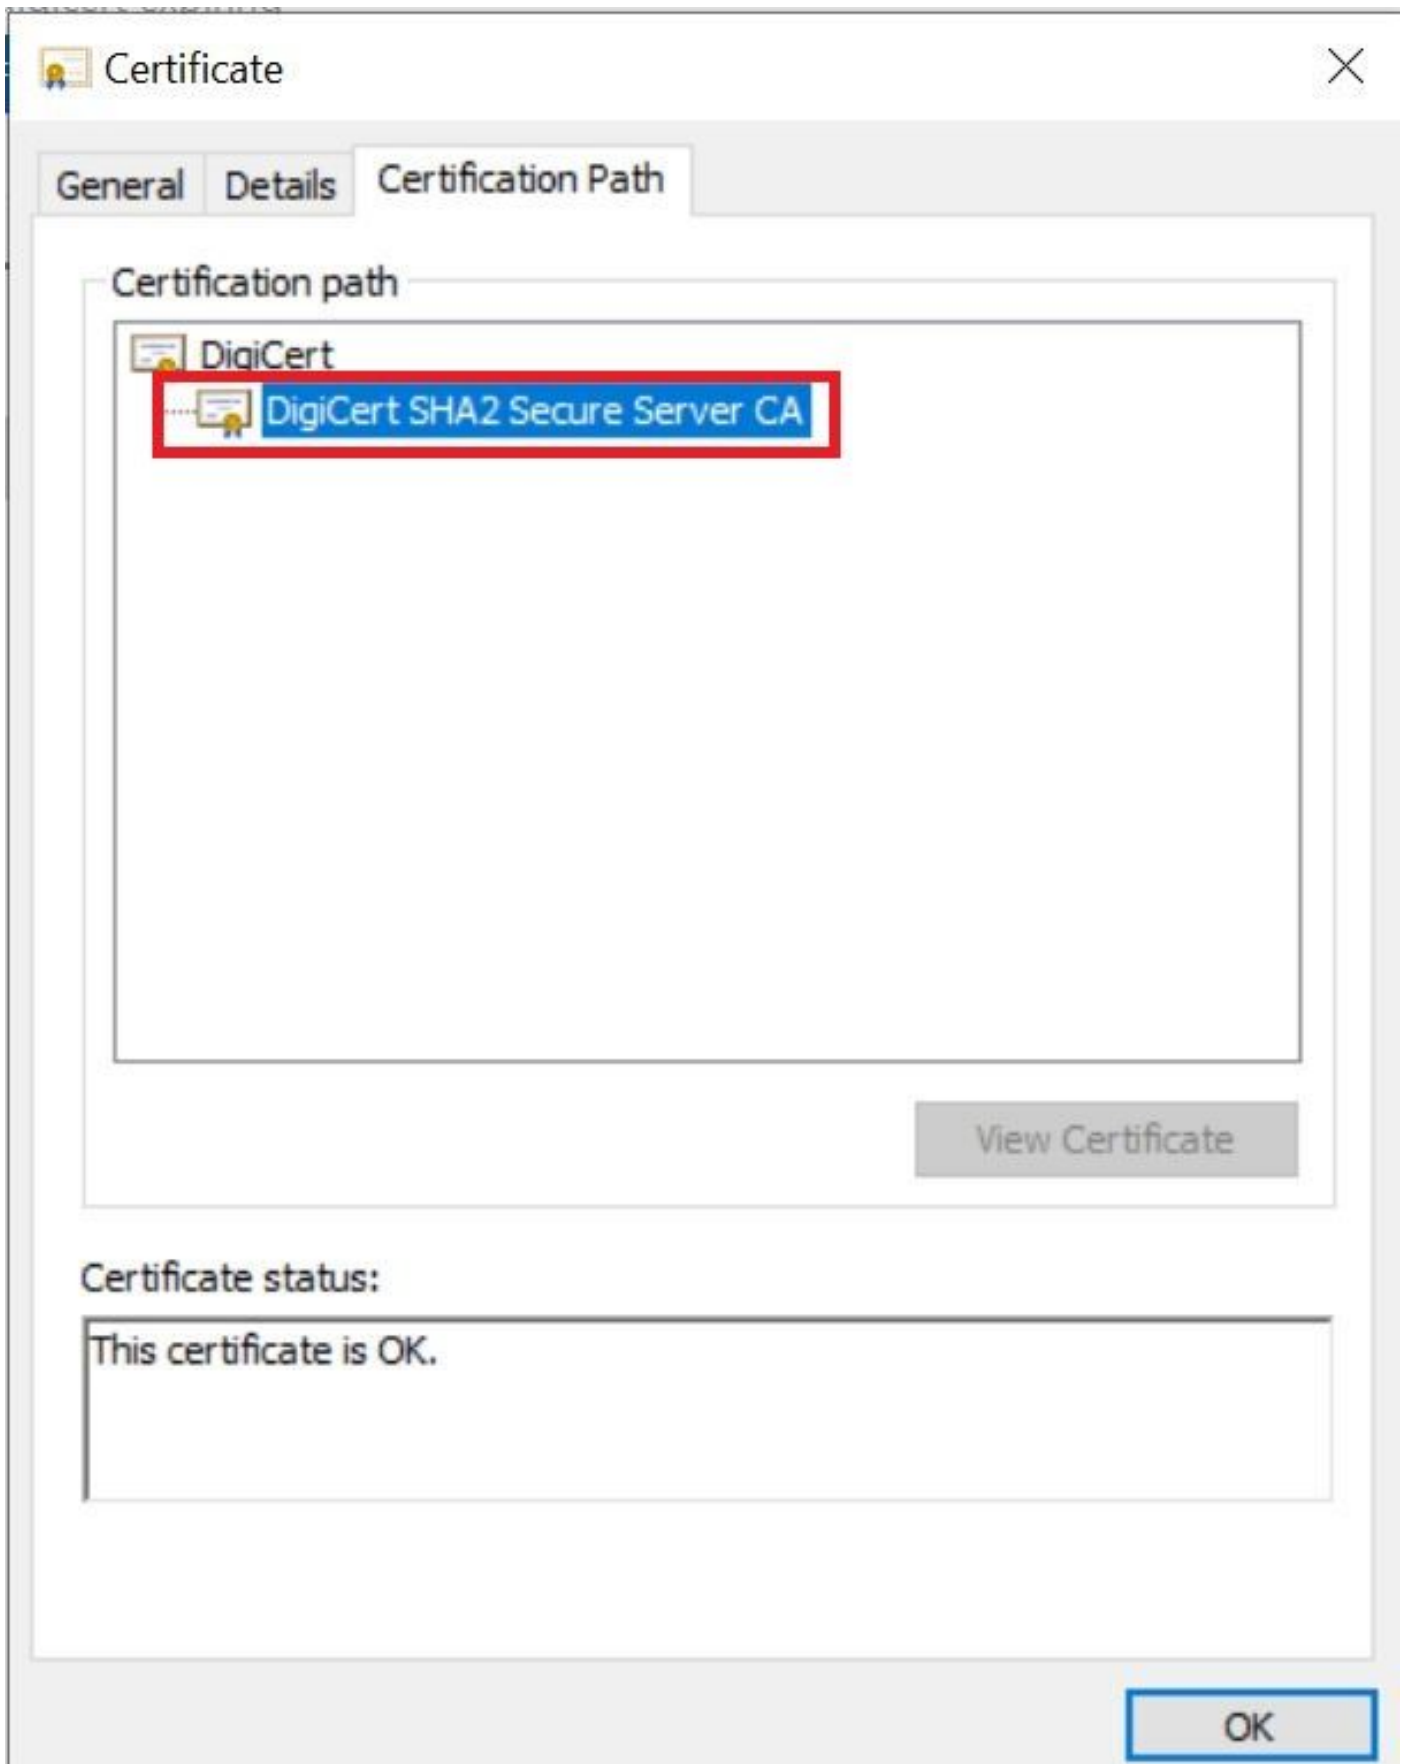 Certificate
General Details Certification Path
Certification path
DigiCert
DigiCert SHA2 Secure Server CA
View Certificate
Certificate status:
This certificate is OK.
OK